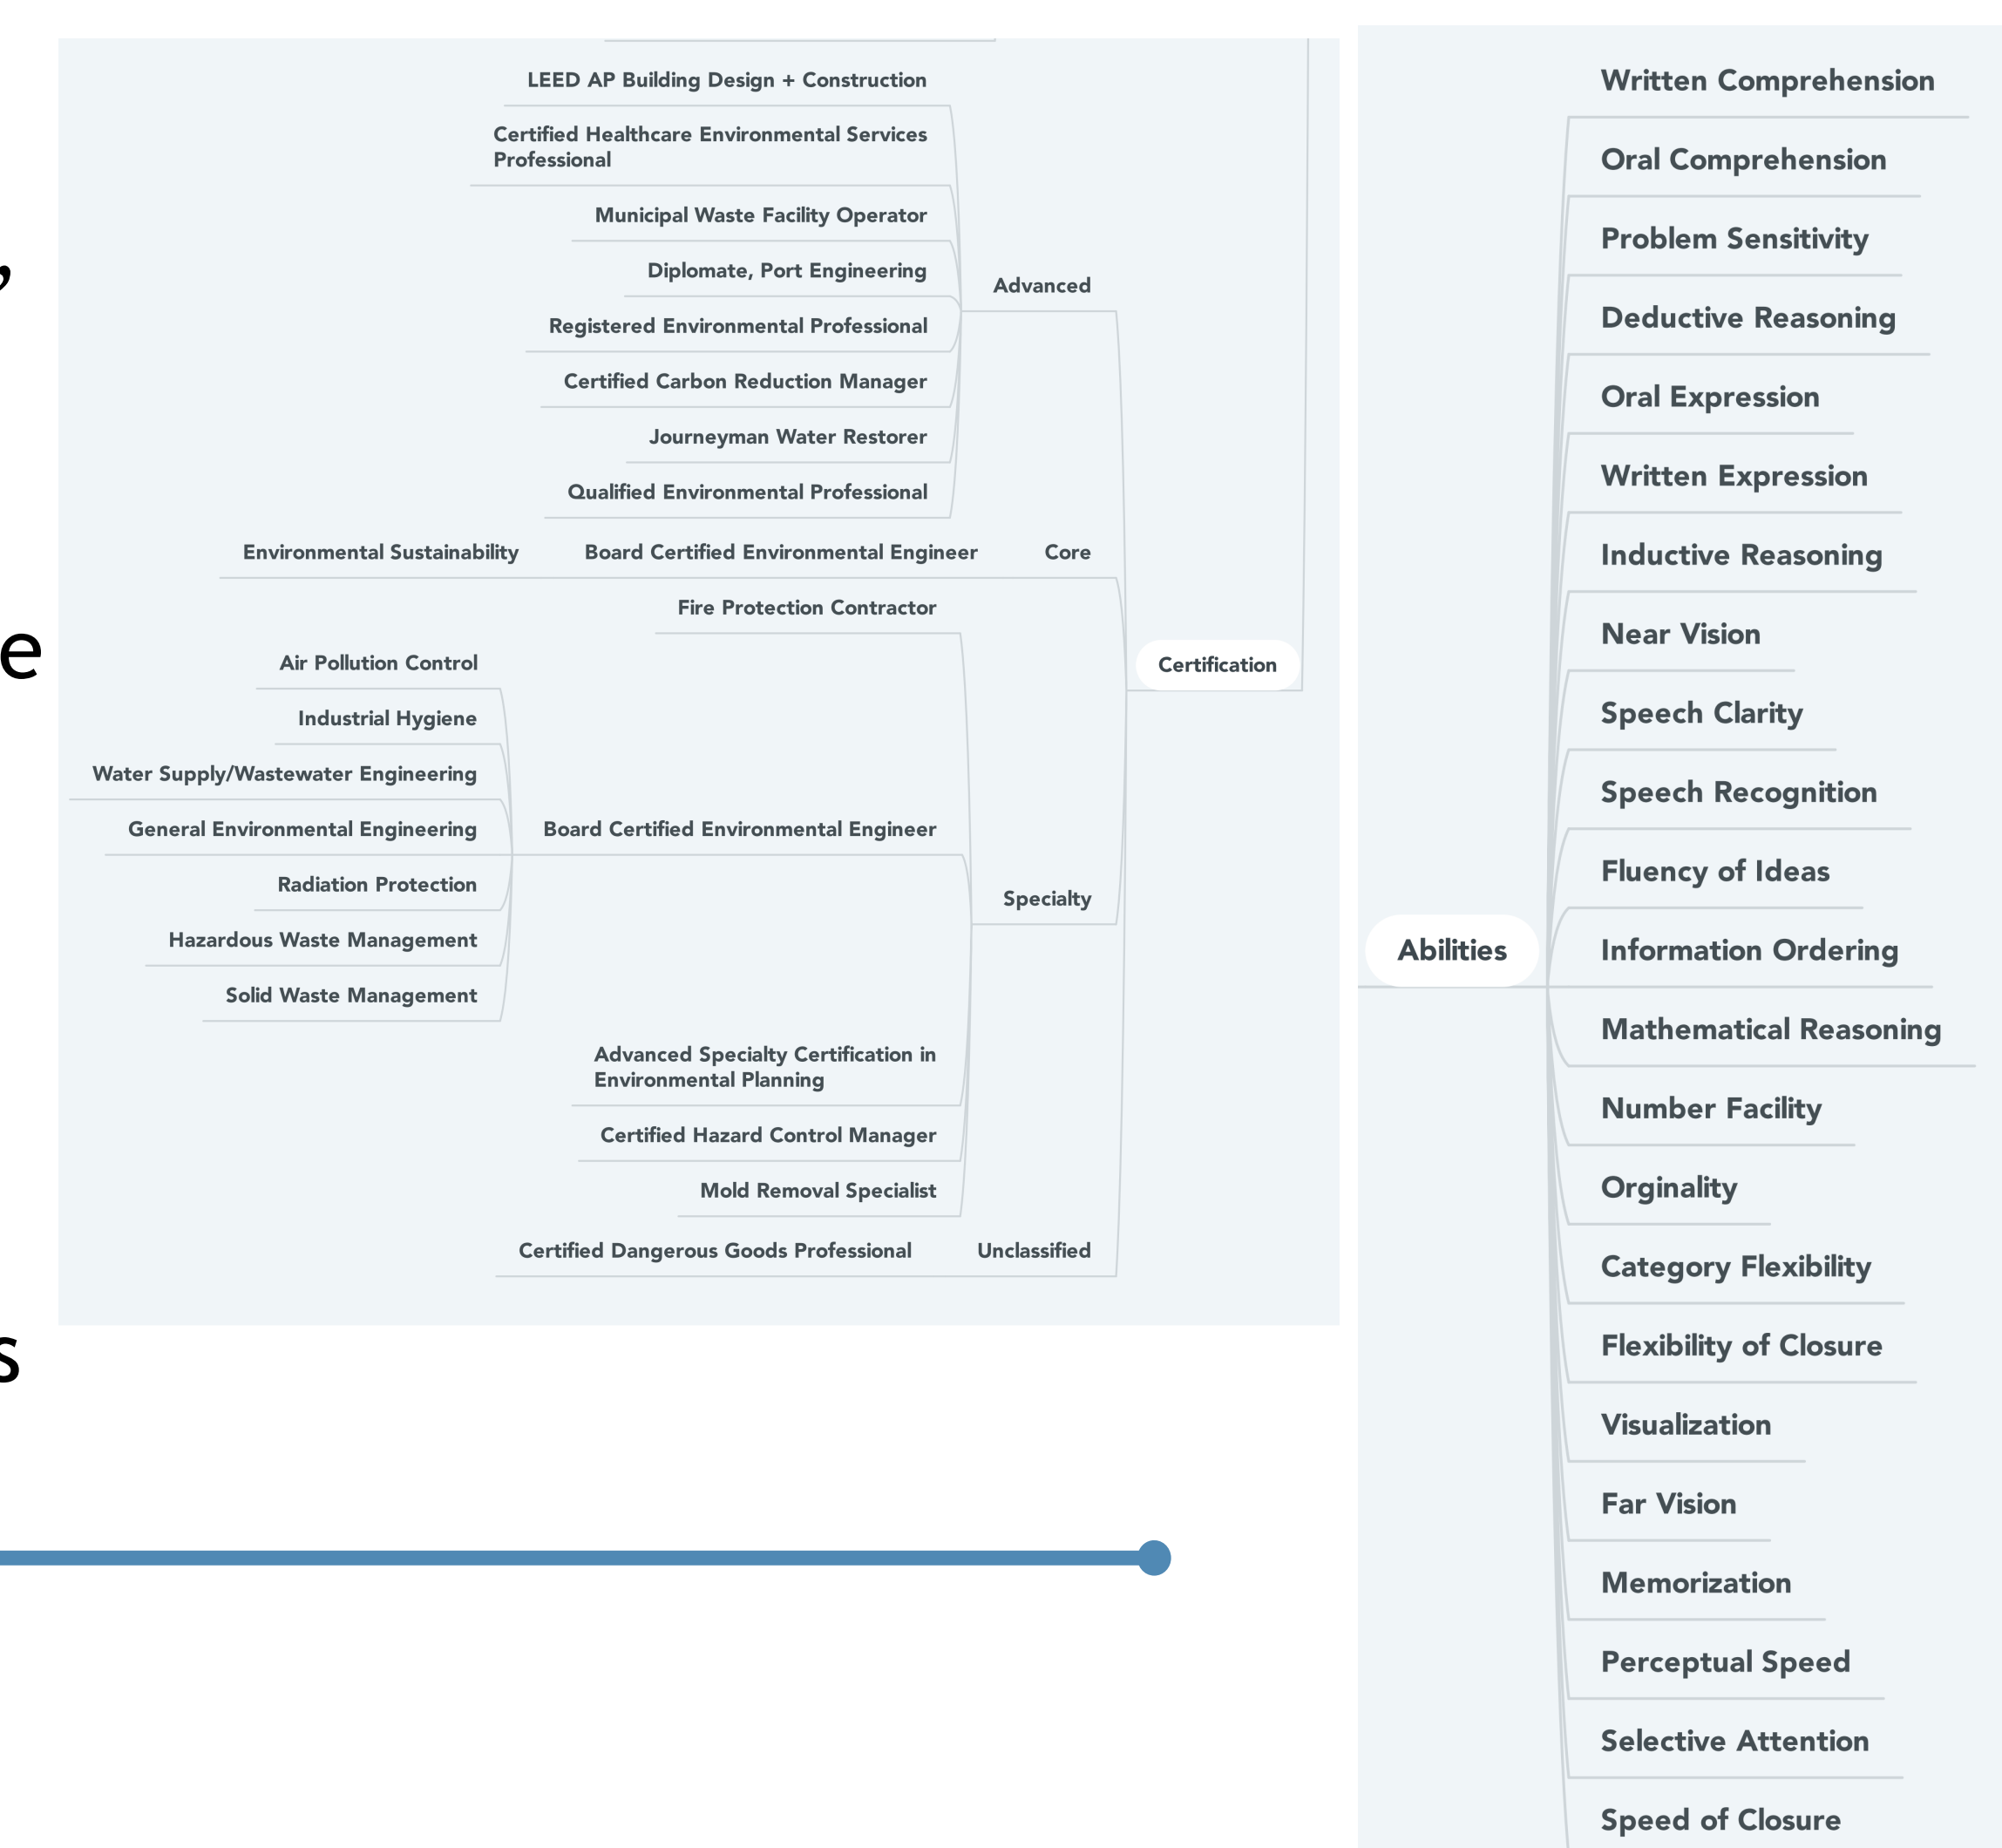 ,
e
s
LEED AP Building Design + Construction
Certified Healthcare Environmental Services
Professional
Municipal Waste Facility Operator
Diplomate, Port Engineering
Registered Environmental Professional
Certified Carbon Reduction Manager
Journeyman Water Restorer
Qualified Environmental Professional
Advanced
Environmental Sustainability
Board Certified Environmental Engineer
Core
Fire Protection Contractor
Air Pollution Control
Industrial Hygiene
Water Supply/Wastewater Engineering
General Environmental Engineering
Radiation Protection
Hazardous Waste Management
Solid Waste Management
Board Certified Environmental Engineer
Advanced Specialty Certification in
Environmental Planning
Certified Hazard Control Manager
Mold Removal Specialist
Specialty
Certified Dangerous Goods Professional
Unclassified
Certification
Abilities
Written Comprehension
Oral Comprehension
Problem Sensitivity
Deductive Reasoning
Oral Expression
Written Expression
Inductive Reasoning
Near Vision
Speech Clarity
Speech Recognition
Fluency of Ideas
Information Ordering
Mathematical Reasoning
Number Facility
Orginality
Category Flexibility
Flexibility of Closure
Visualization
Far Vision
Memorization
Perceptual Speed
Selective Attention
Speed of Closure